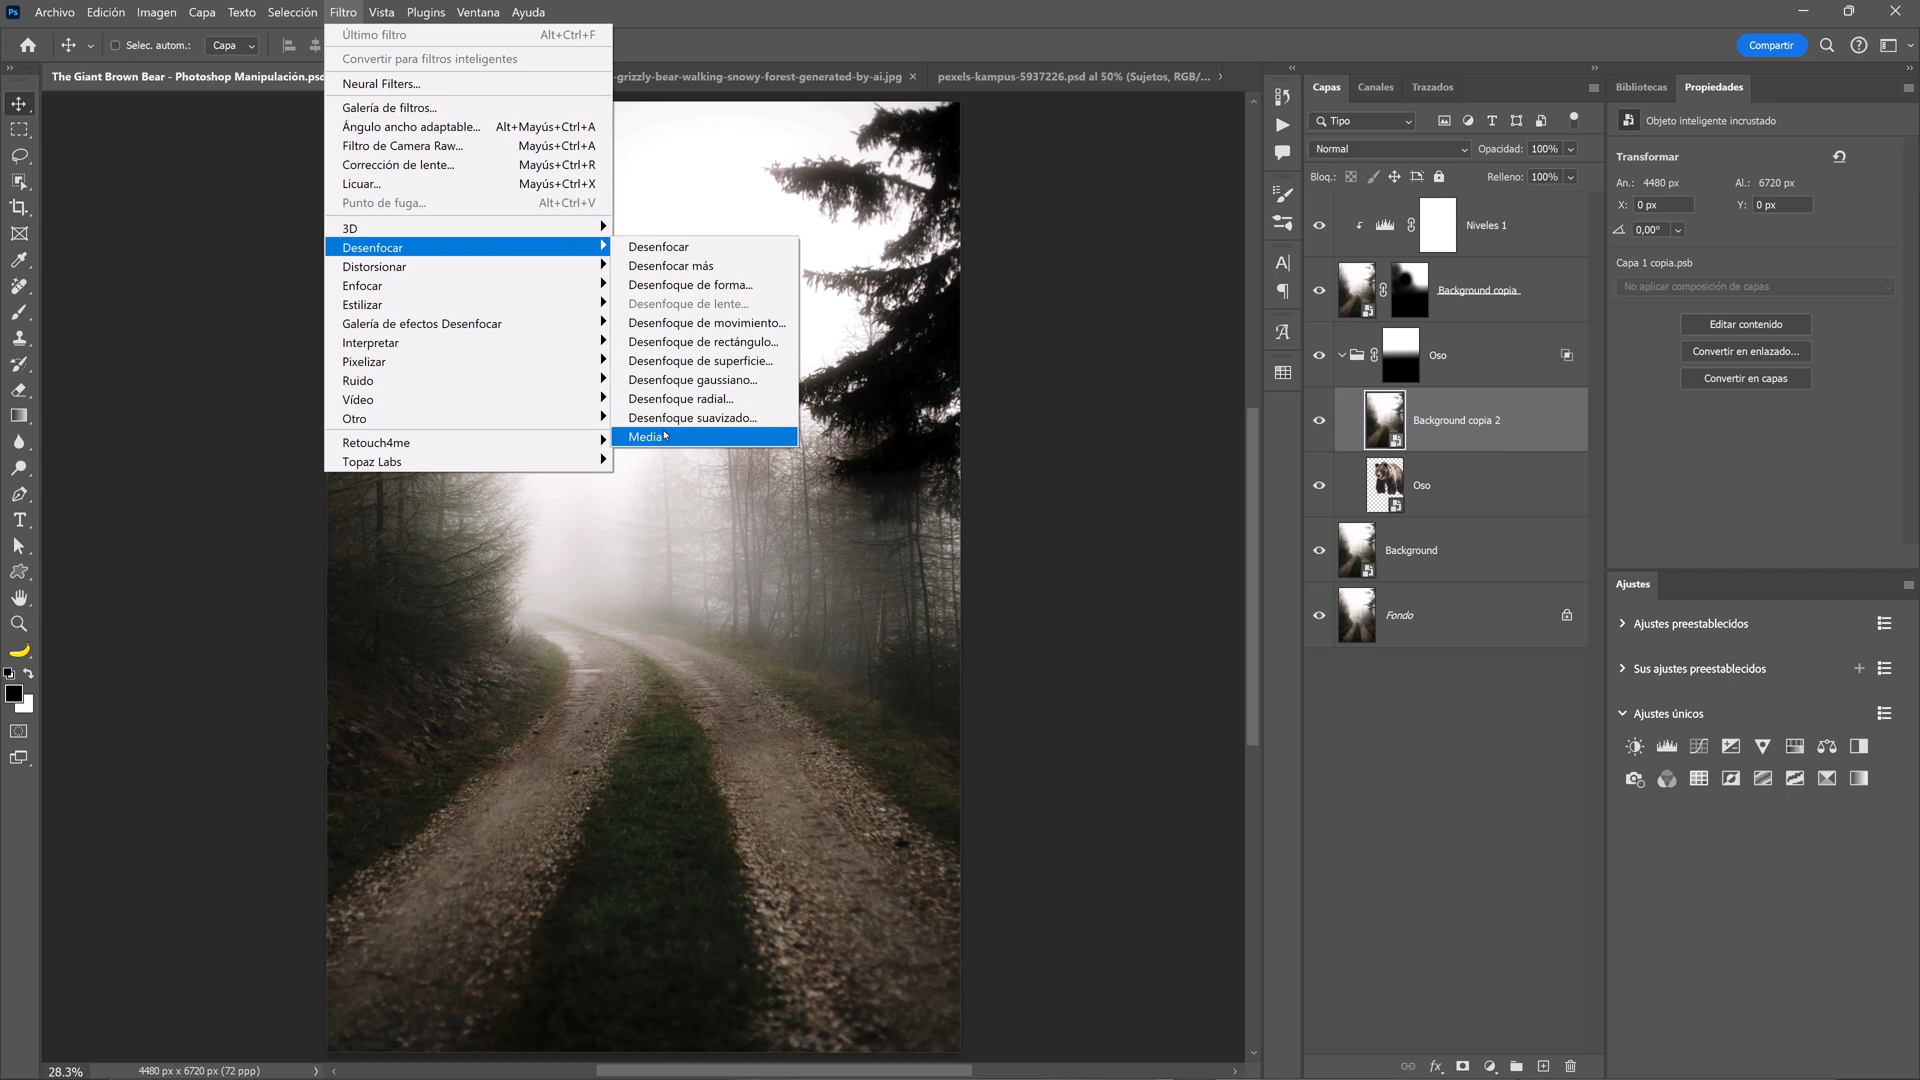 Ps Archivo Edición Imagen Capa Texto Selección Filtro Vista Plugins Ventana Ayuda
Selec. autom.: Capa
Compartir
The Giant Brown Bear - Photoshop Manipulación.psd
-grizzly-bear-walking-snowy-forest-generated-by-ai.jpg
pexels-kampus-5937226.psd al 50% (Sujetos, RGB/...
Último filtro Alt+Ctrl+F
Convertir para filtros inteligentes
Neural Filters...
Galería de filtros...
Ángulo ancho adaptable... Alt+Mayús+Ctrl+A
Filtro de Camera Raw... Mayús+Ctrl+A
Corrección de lente... Mayús+Ctrl+R
Licuar... Mayús+Ctrl+X
Punto de fuga... Alt+Ctrl+V
3D
Desenfocar
Distorsionar
Enfocar
Estilizar
Galería de efectos Desenfocar
Interpretar
Pixelizar
Ruido
Vídeo
Otro
Retouch4me
Topaz Labs
Desenfocar
Desenfocar más
Desenfoque de forma...
Desenfoque de lente...
Desenfoque de movimiento...
Desenfoque de rectángulo...
Desenfoque de superficie...
Desenfoque gaussiano...
Desenfoque radial...
Desenfoque suavizado...
Media
28.3% 4480 px x 6720 px (72 ppp)
Capas Canales Trazados
Tipo
Normal Opacidad: 100%
Bloq.: Relleno: 100%
Niveles 1
Background copia
Oso
Background copia 2
Oso
Background
Fondo
Bibliotecas Propiedades
Objeto inteligente incrustado
Transformar
An.: 4480 px Al.: 6720 px
X: 0 px Y: 0 px
0,00°
Capa 1 copia.psb
No aplicar composición de capas
Editar contenido
Convertir en enlazado...
Convertir en capas
Ajustes
Ajustes preestablecidos
Sus ajustes preestablecidos
Ajustes únicos